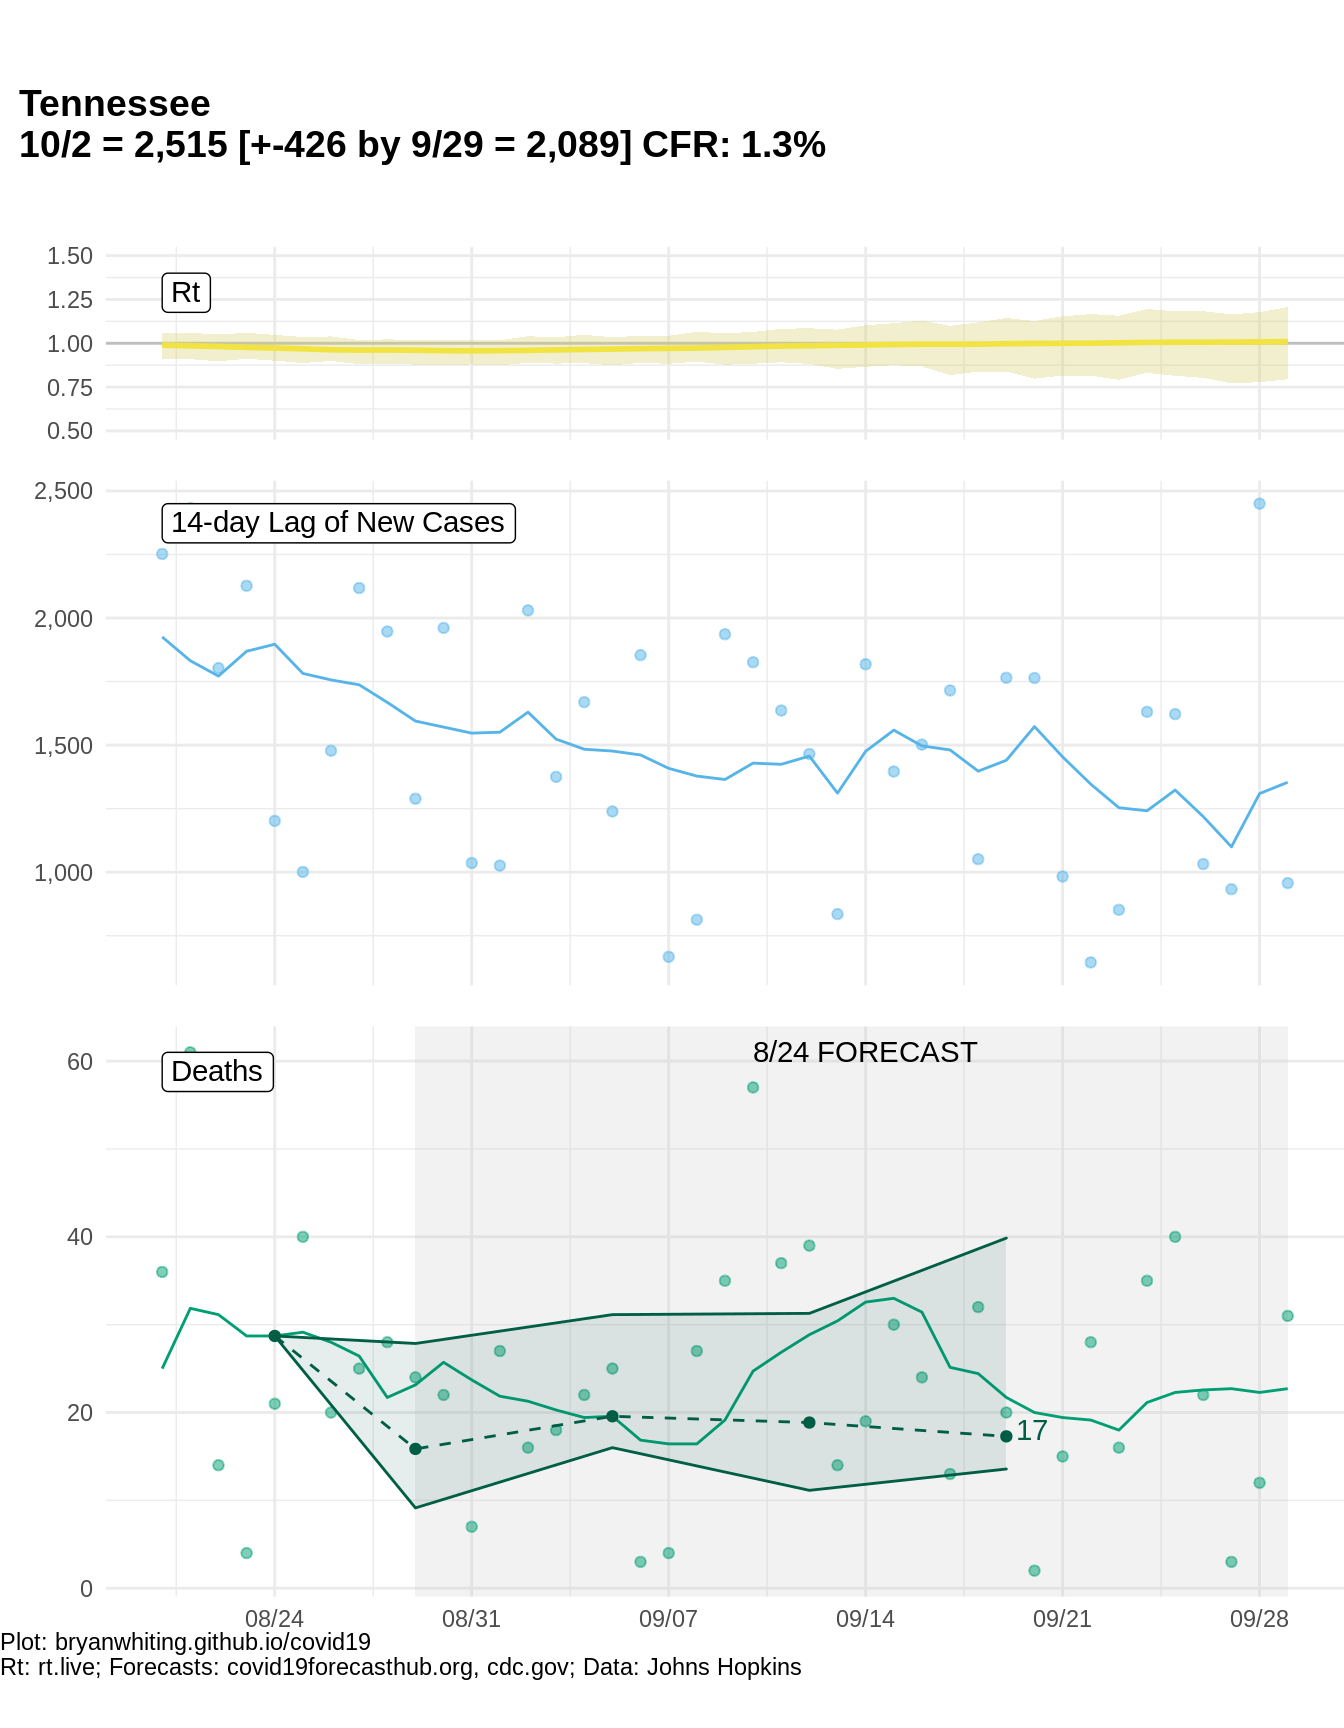 Tennessee
10/2 = 2,515 [+-426 by 9/29 = 2,089] CFR: 1.3%
1.50
Rt
1.25
1.00
0.75
0.50
2,500
14-day Lag of New Cases
2,000
1,500
1,000
8/24 FORECAST
60
Deaths
40
20
17
0
08/24 08/31 09/07 09/14 09/21 09/28
Plot: bryanwhiting.github.io/covid19
Rt: rt.live; Forecasts: covid19forecasthub.org, cdc.gov; Data: Johns Hopkins